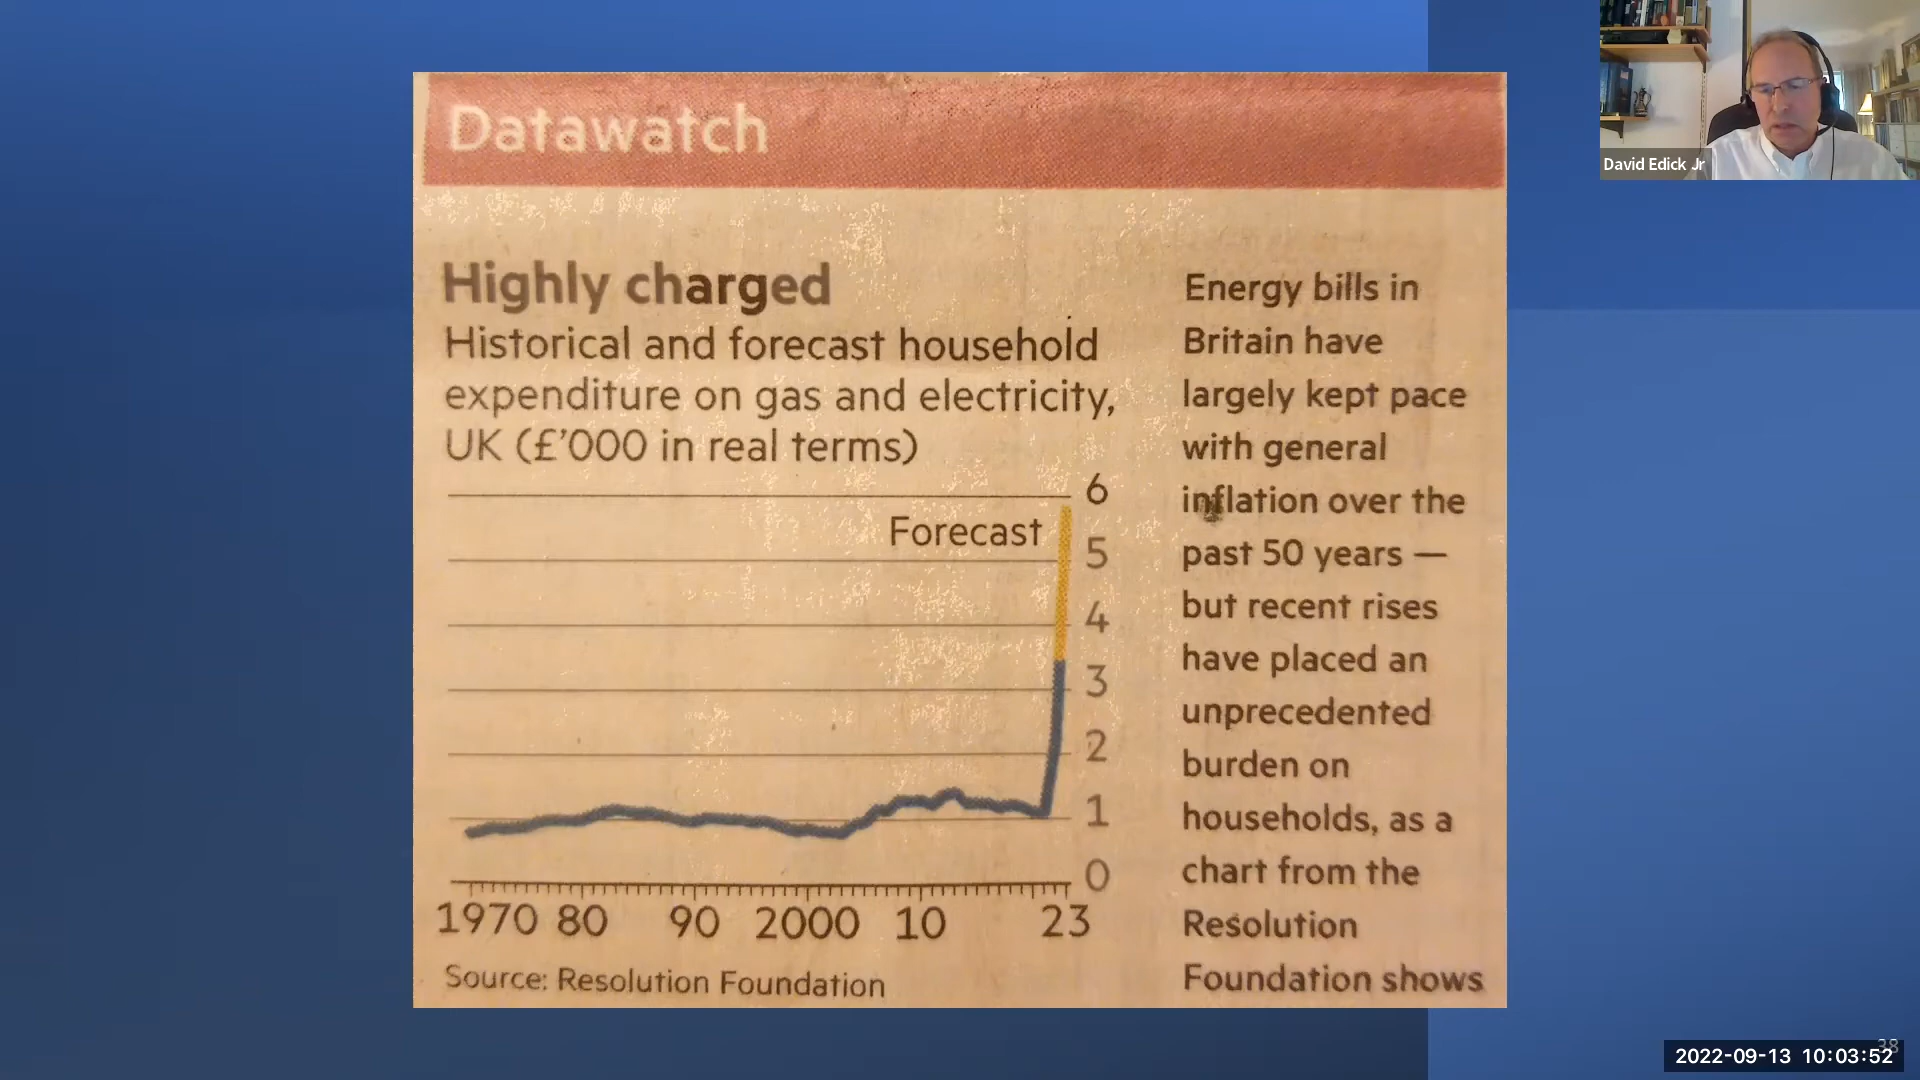 Datawatch
Highly charged
Historical and forecast household
expenditure on gas and electricity,
UK (£'000 in real terms)
6
Forecast
5
4
3
2
1
0
1970 80 90 2000 10 23
Source: Resolution Foundation
Energy bills in
Britain have
largely kept pace
with general
inflation over the
past 50 years —
but recent rises
have placed an
unprecedented
burden on
households, as a
chart from the
Resolution
Foundation shows
David Edick Jr
38
2022-09-13 10:03:52